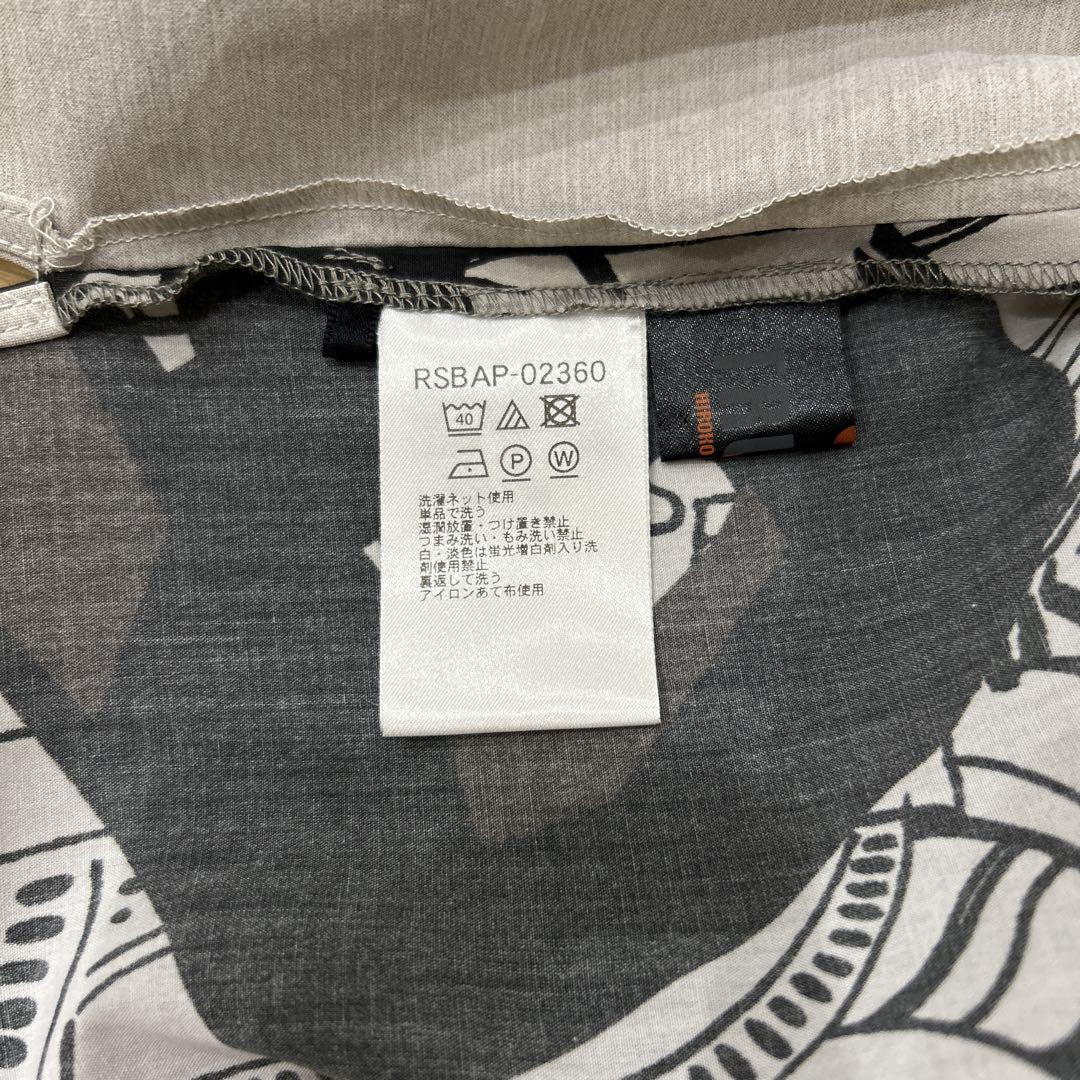 RSBAP-02360
40
P W
洗濯ネット使用
単品で洗う
湿潤放置・つけ置き禁止
つまみ洗い・もみ洗い禁止
白・淡色は蛍光増白剤入り洗
剤使用禁止
裏返して洗う
アイロンあて布使用
HIROKO